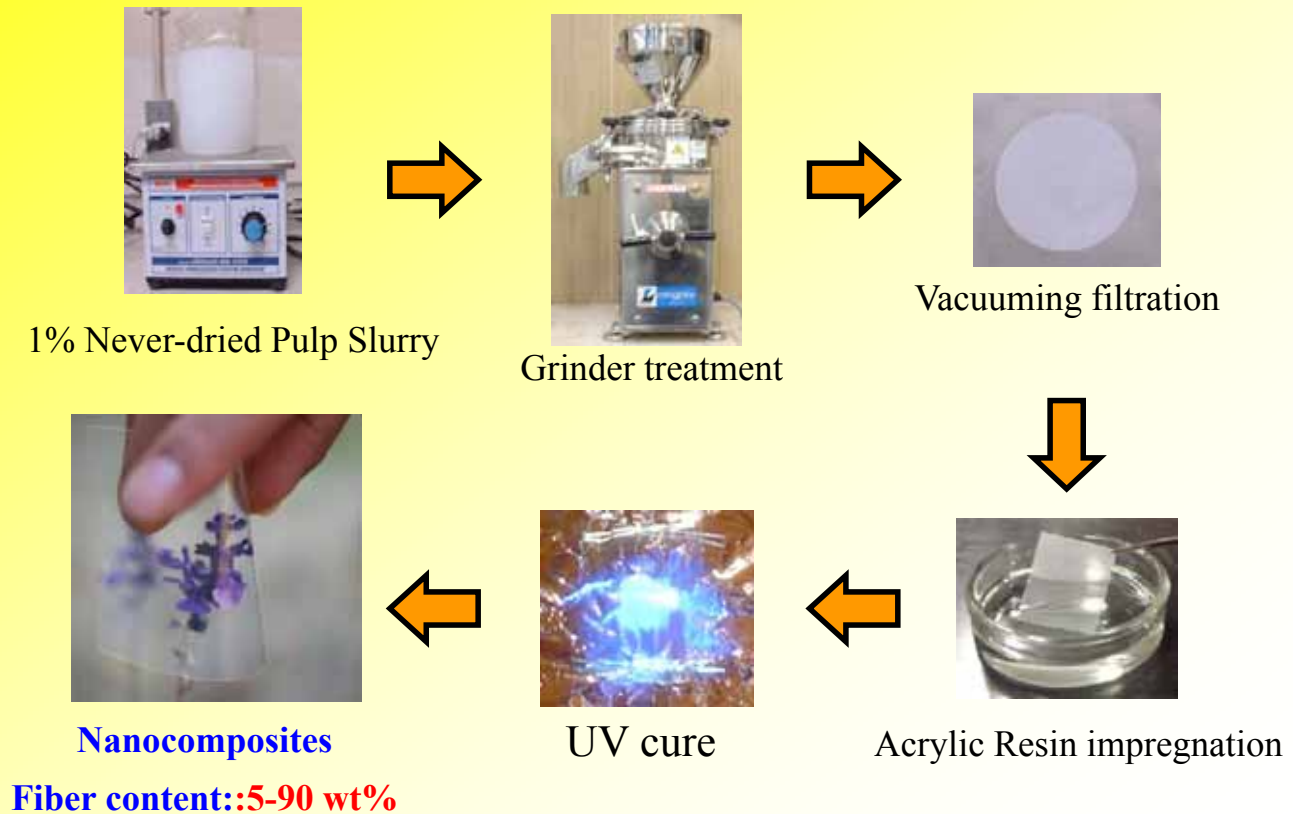 1% Never-dried Pulp Slurry
Grinder treatment
Vacuuming filtration
Acrylic Resin impregnation
UV cure
Nanocomposites
Fiber content::5-90 wt%